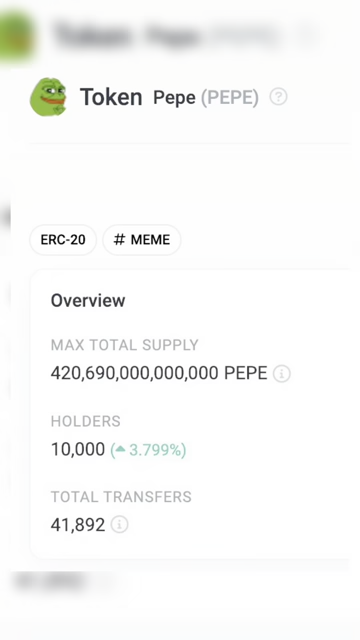 Token Pepe (PEPE)
ERC-20 # MEME
Overview
MAX TOTAL SUPPLY
420,690,000,000,000 PEPE
HOLDERS
10,000 (3.799%)
TOTAL TRANSFERS
41,892